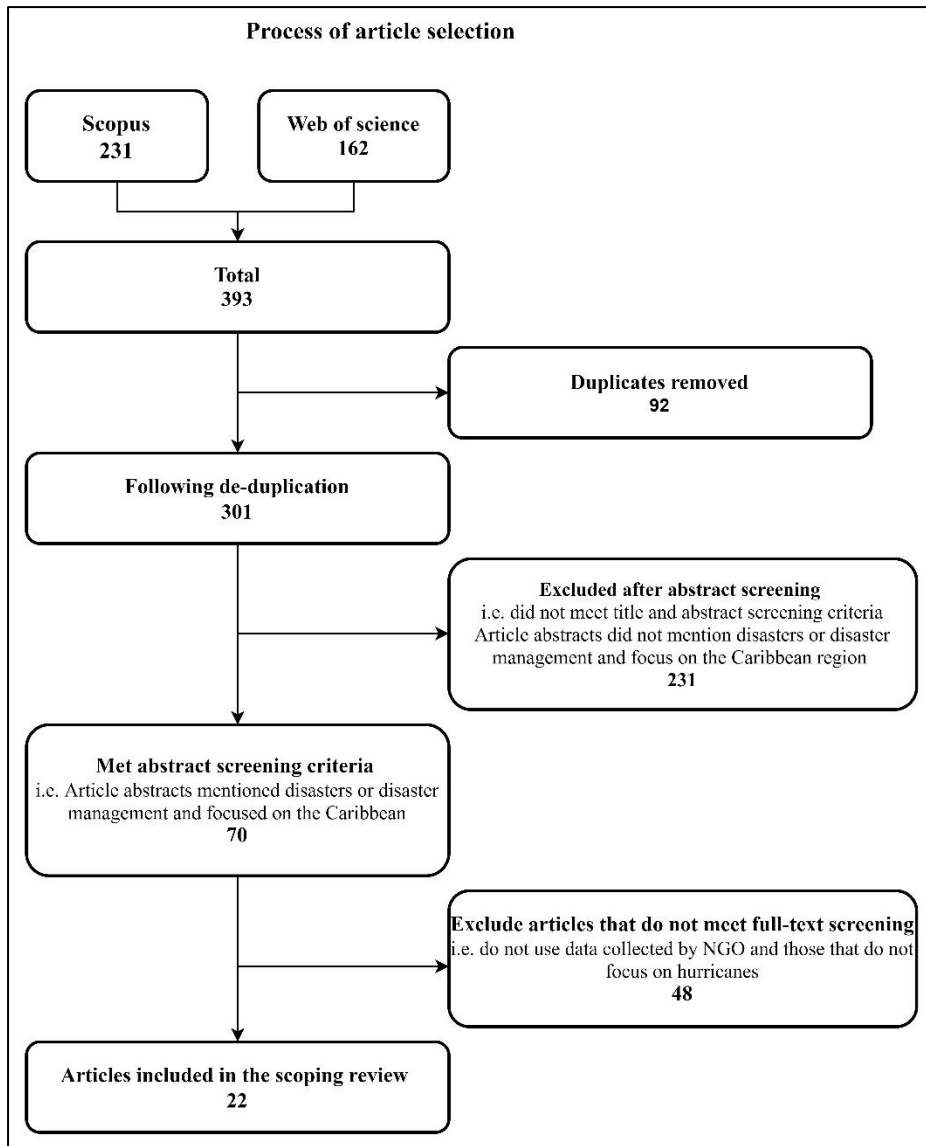 Process of article selection
Scopus
231
Web of science
162
Total
393
Duplicates removed
92
Following de-duplication
301
Excluded after abstract screening
i.e. did not meet title and abstract screening criteria
Article abstracts did not mention disasters or disaster
management and focus on the Caribbean region
231
Met abstract screening criteria
i.e. Article abstracts mentioned disasters or disaster
management and focused on the Caribbean
70
Exclude articles that do not meet full-text screening
i.e. do not use data collected by NGO and those that do not
focus on hurricanes
48
Articles included in the scoping review
22